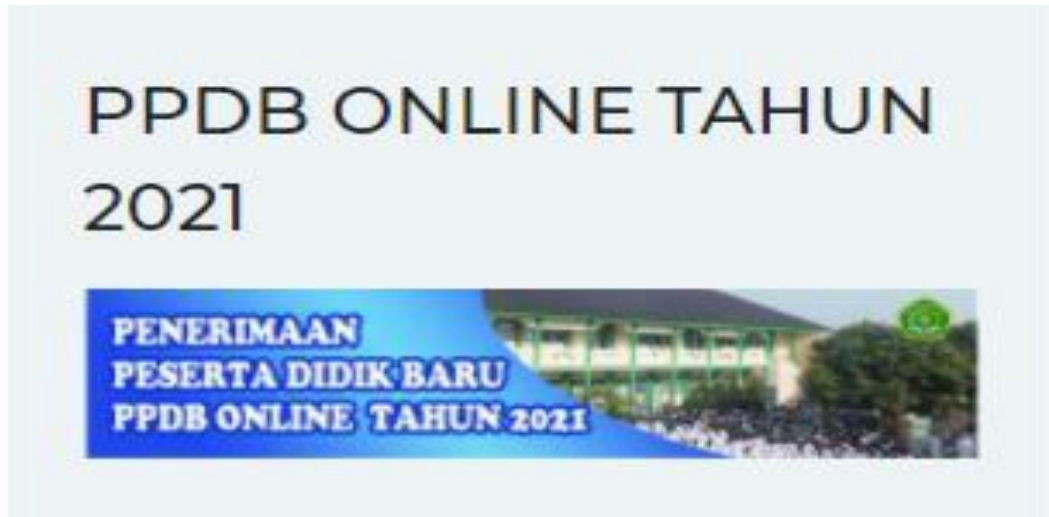 PPDB ONLINE TAHUN
2021
PENERIMAAN
PESERTA DIDIK BARU
PPDB ONLINE TAHUN 2021